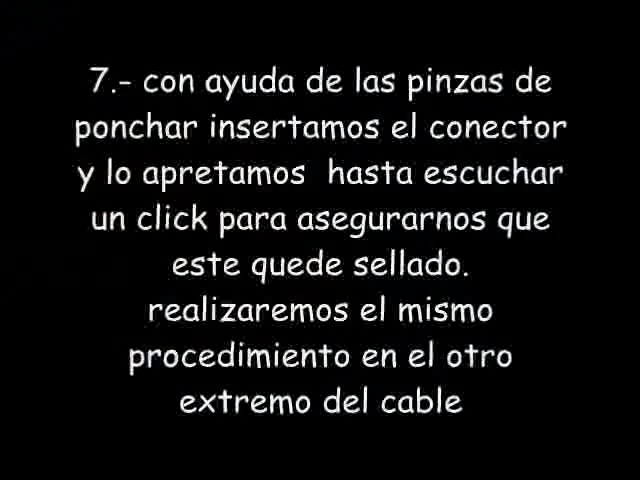 7.- con ayuda de las pinzas de
ponchar insertamos el conector
y lo apretamos  hasta escuchar
un click para asegurarnos que
este quede sellado.
realizaremos el mismo
procedimiento en el otro
extremo del cable